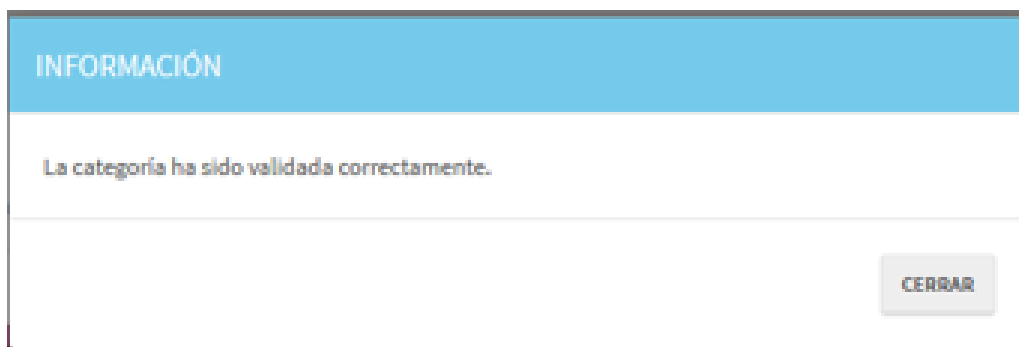 INFORMACIÓN
La categoría ha sido validada correctamente.
CERRAR